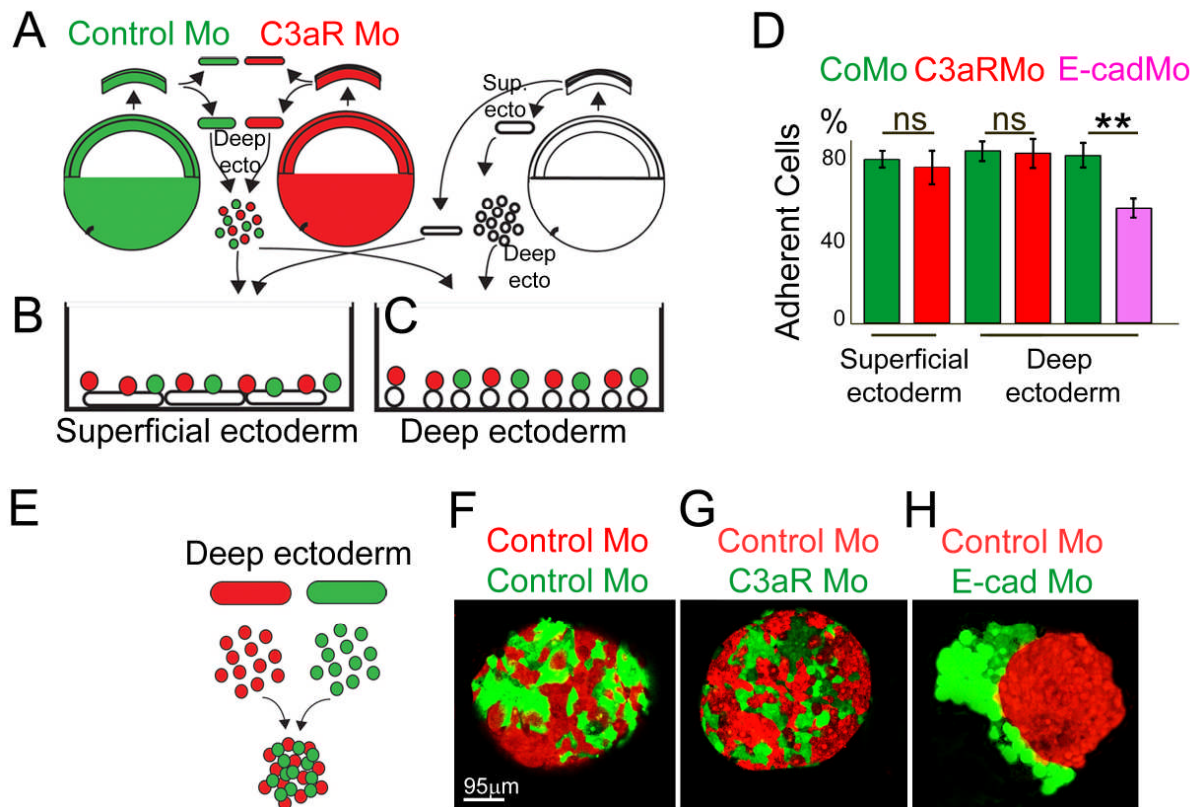 A
Control Mo C3aR Mo
Sup.
ecto
Deep
ecto
Deep
ecto
B
Superficial ectoderm
C
Deep ectoderm
D
CoMo C3aRMo E-cadMo
%
ns ns **
80
40
0
Adherent Cells
Superficial
ectoderm
Deep
ectoderm
E
Deep ectoderm
F
Control Mo
Control Mo
95µm
G
Control Mo
C3aR Mo
H
Control Mo
E-cad Mo